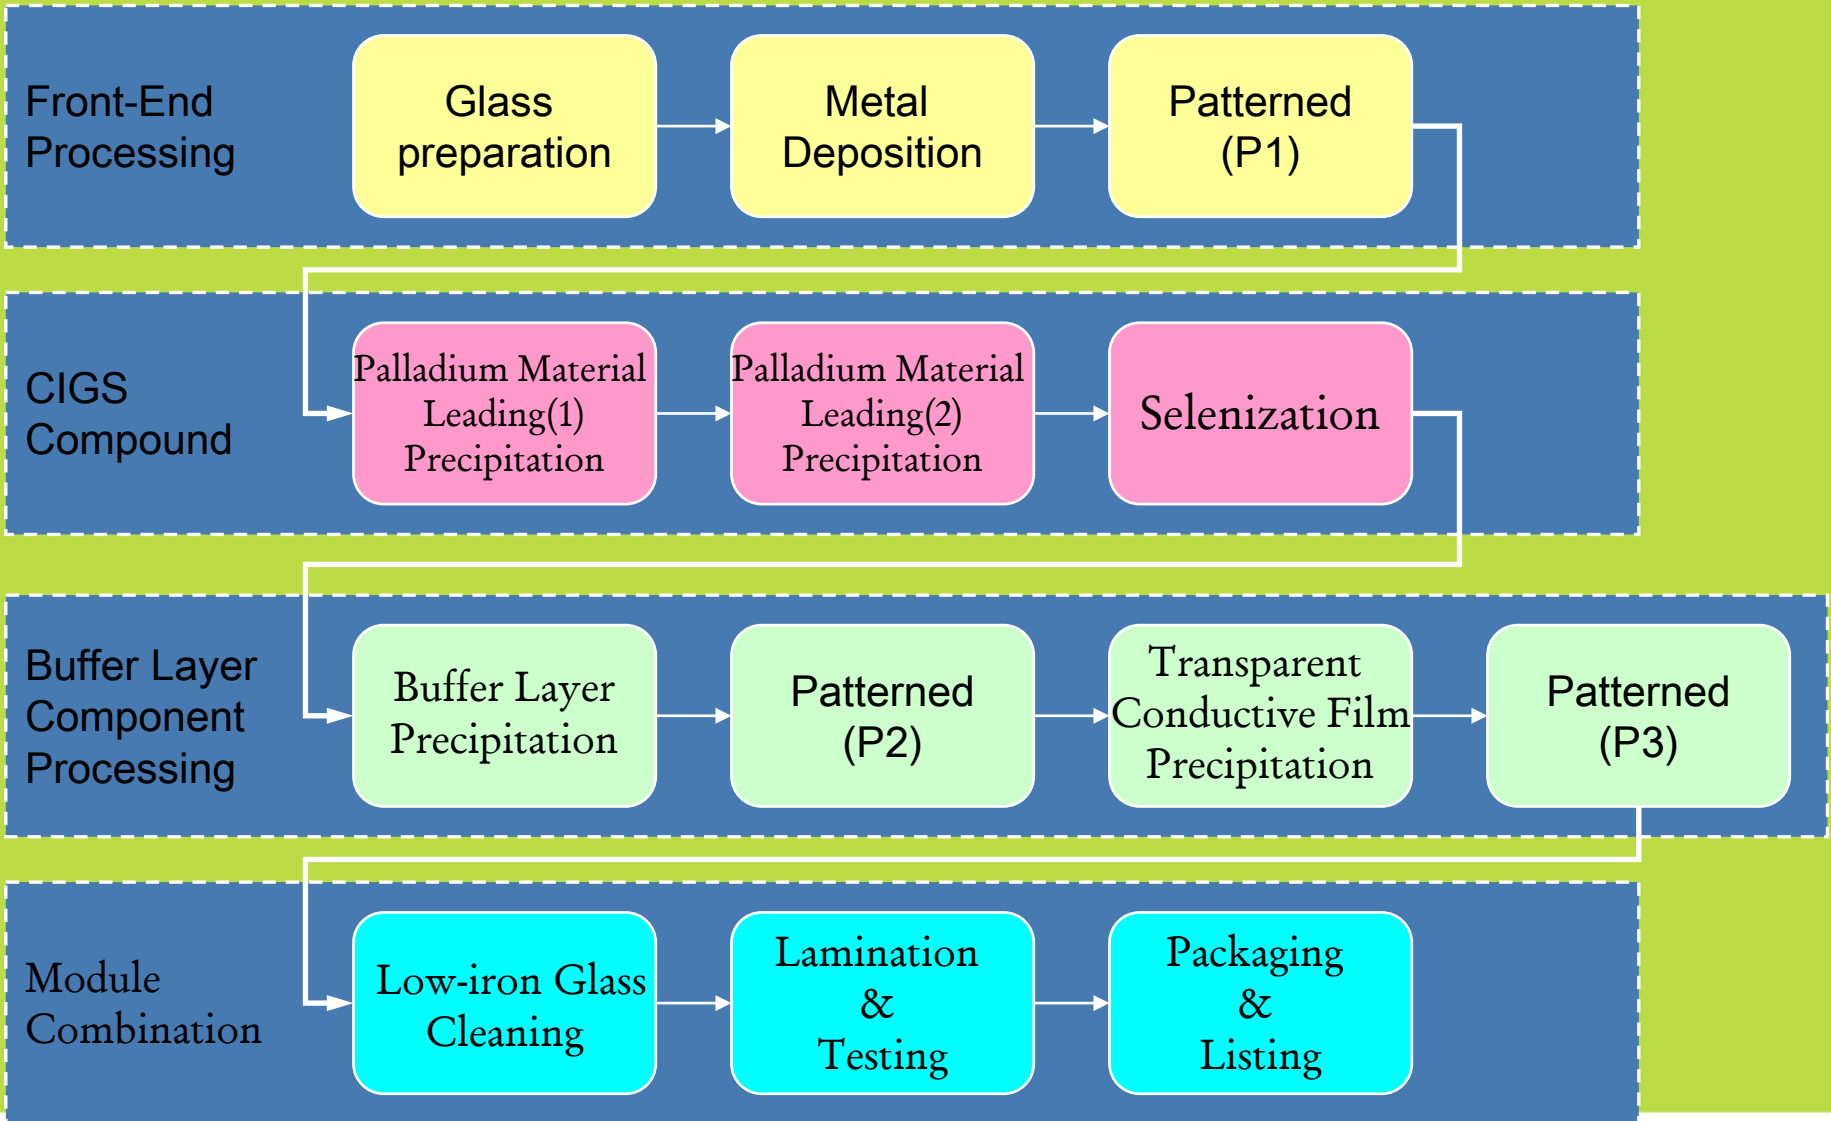 Front-End
Processing
Glass
preparation
Metal
Deposition
Patterned
(P1)
CIGS
Compound
Palladium Material
Leading(1)
Precipitation
Palladium Material
Leading(2)
Precipitation
Selenization
Buffer Layer
Component
Processing
Buffer Layer
Precipitation
Patterned
(P2)
Transparent
Conductive Film
Precipitation
Patterned
(P3)
Module
Combination
Low-iron Glass
Cleaning
Lamination
&
Testing
Packaging
&
Listing